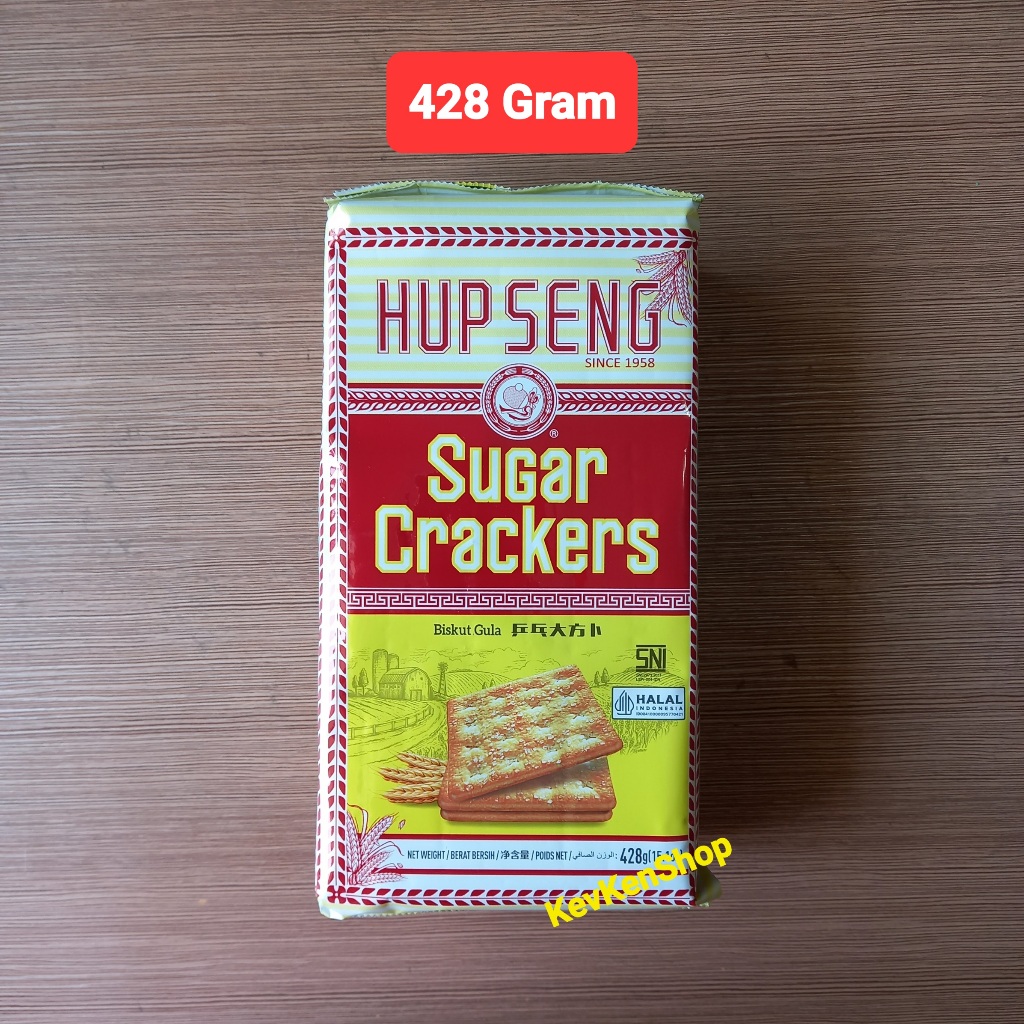 428 Gram
HUP SENG
SINCE 1958
®
Sugar
Crackers
Biskut Gula 乒乓大方卜
SNI
HALAL
INDONESIA
NET WEIGHT / BERAT BERSIH / 净含量 / POIDS NET / الوزن الصافي : 428g
KevKenShop